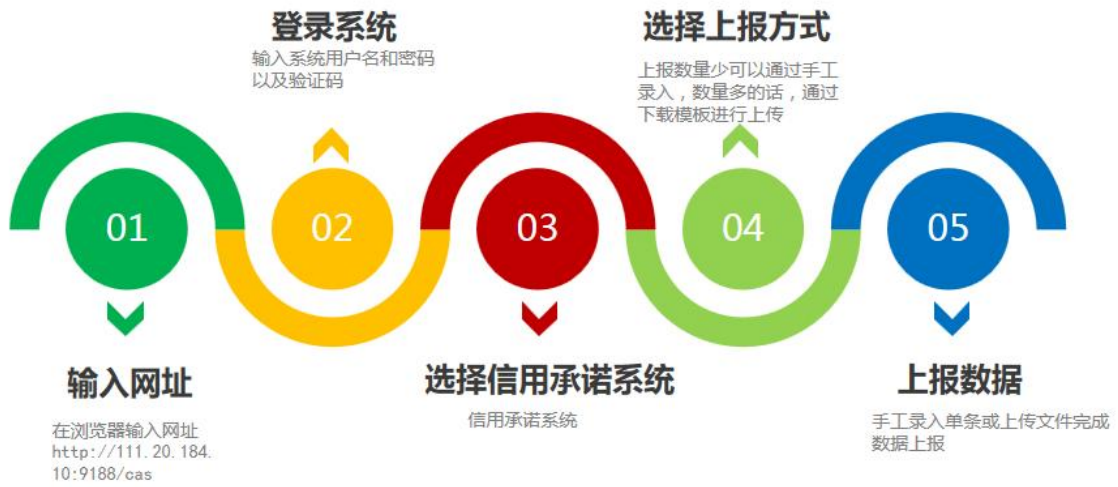 登录系统
输入系统用户名和密码
以及验证码
选择上报方式
上报数量少可以通过手工
录入，数量多的话，通过
下载模板进行上传
01
02
03
04
05
输入网址
在浏览器输入网址
http://111.20.184.
10:9188/cas
选择信用承诺系统
信用承诺系统
上报数据
手工录入单条或上传文件完成
数据上报